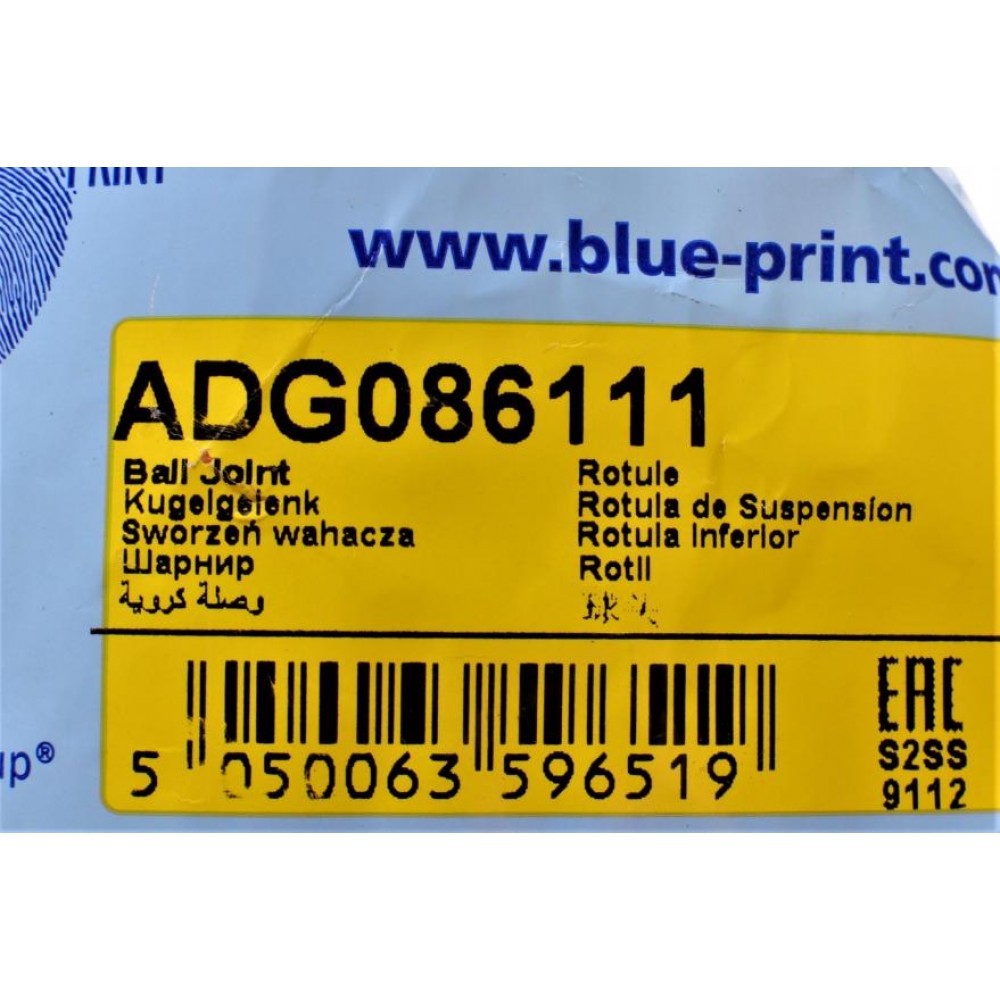 PRINT
www.blue-print.com
ADG086111
Ball Joint
Kugelgelenk
Sworzeń wahacza
Шарнир
وصلة كروية
Rotule
Rotula de Suspension
Rotula Inferior
Rotil
EAC
S2SS
9112
5 050063 596519
up®